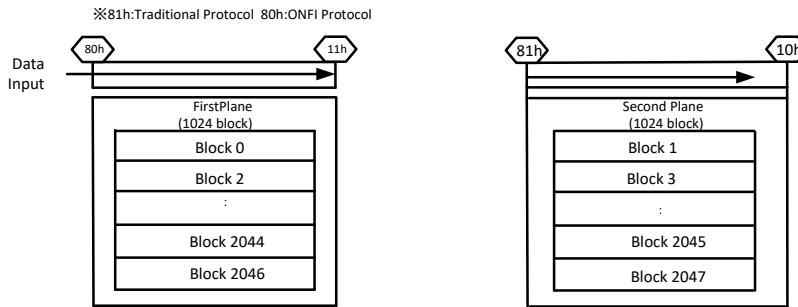 ※81h:Traditional Protocol 80h:ONFI Protocol
80h 11h 81h 10h
Data
Input
FirstPlane
(1024 block)
Block 0
Block 2
:
Block 2044
Block 2046
Second Plane
(1024 block)
Block 1
Block 3
:
Block 2045
Block 2047